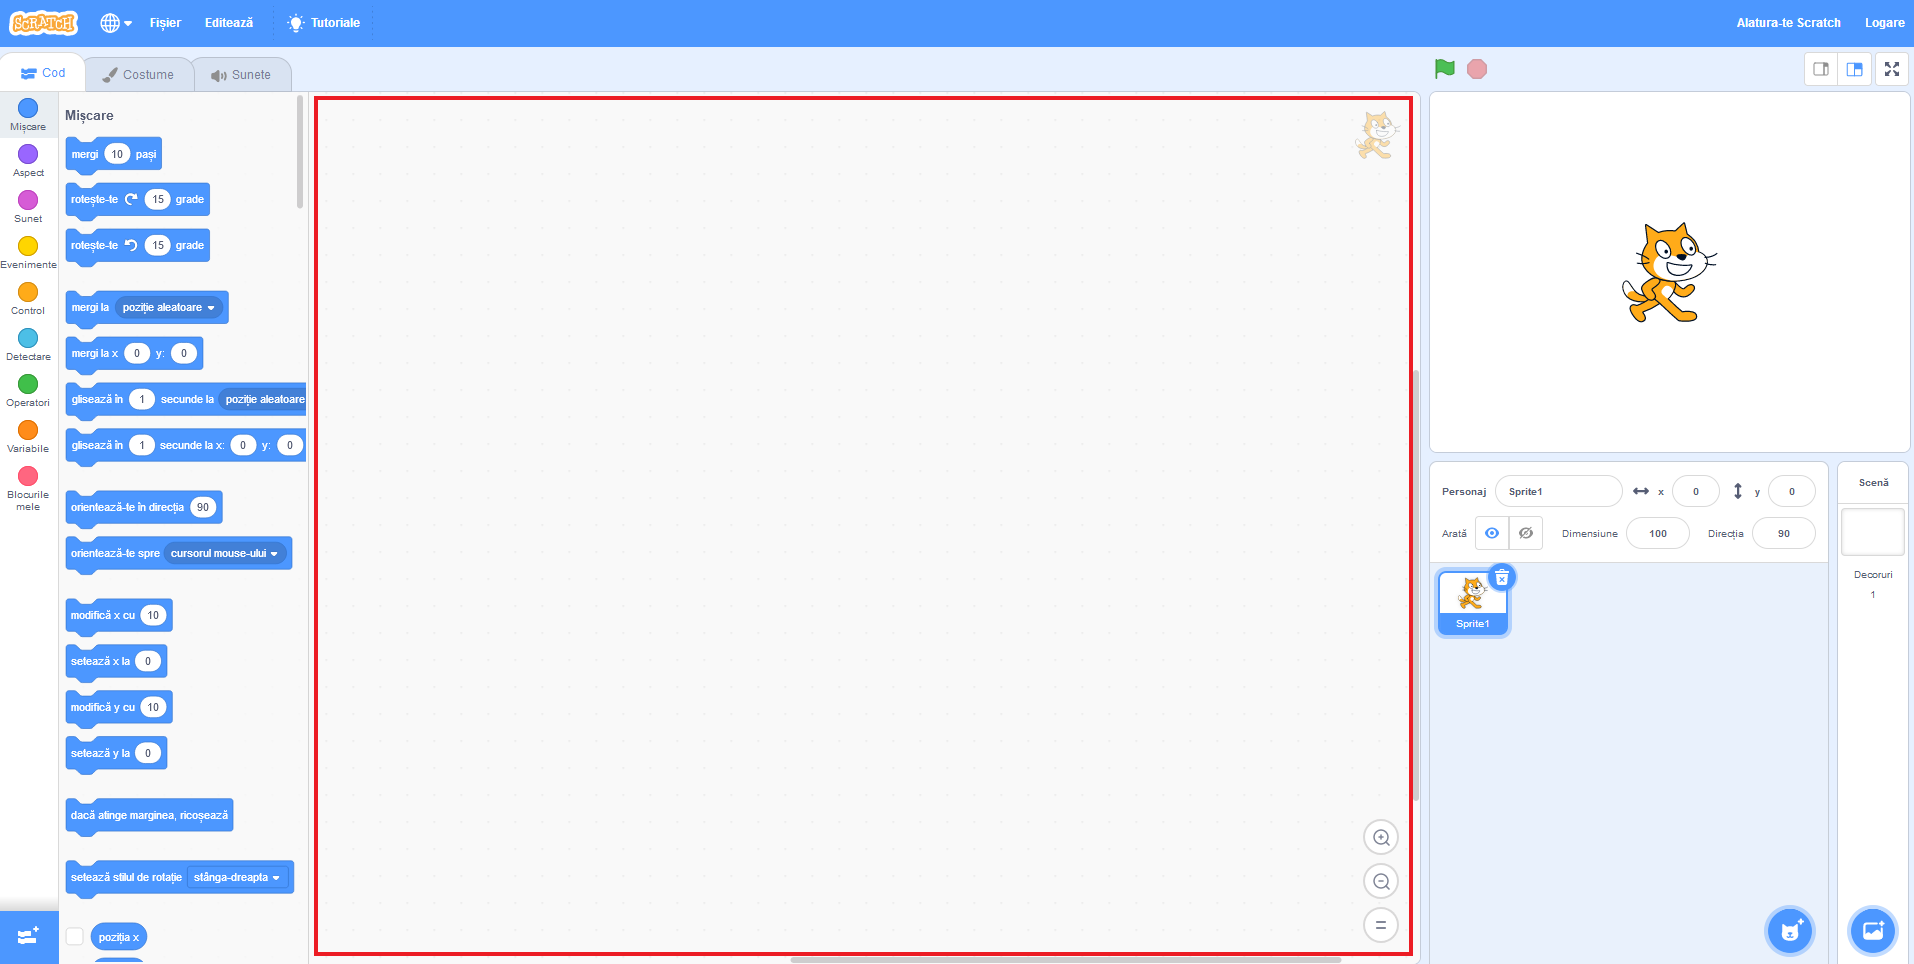 SCRATCH Fișier Editează Tutoriale Alatura-te Scratch Logare
Cod Costume Sunete
Mișcare
Aspect
Sunet
Evenimente
Control
Detectare
Operatori
Variabile
Blocurile
mele
Mișcare
mergi 10 pași
rotește-te 15 grade
rotește-te 15 grade
mergi la poziție aleatoare
mergi la x 0 y: 0
glisează în 1 secunde la poziție aleatoare
glisează în 1 secunde la x: 0 y: 0
orientează-te în direcția 90
orientează-te spre cursorul mouse-ului
modifică x cu 10
setează x la 0
modifică y cu 10
setează y la 0
dacă atinge marginea, ricoșează
setează stilul de rotație stânga-dreapta
poziția x
Personaj Sprite1 x 0 y 0
Arată Dimensiune 100 Direcția 90
Sprite1
Scenă
Decoruri
1